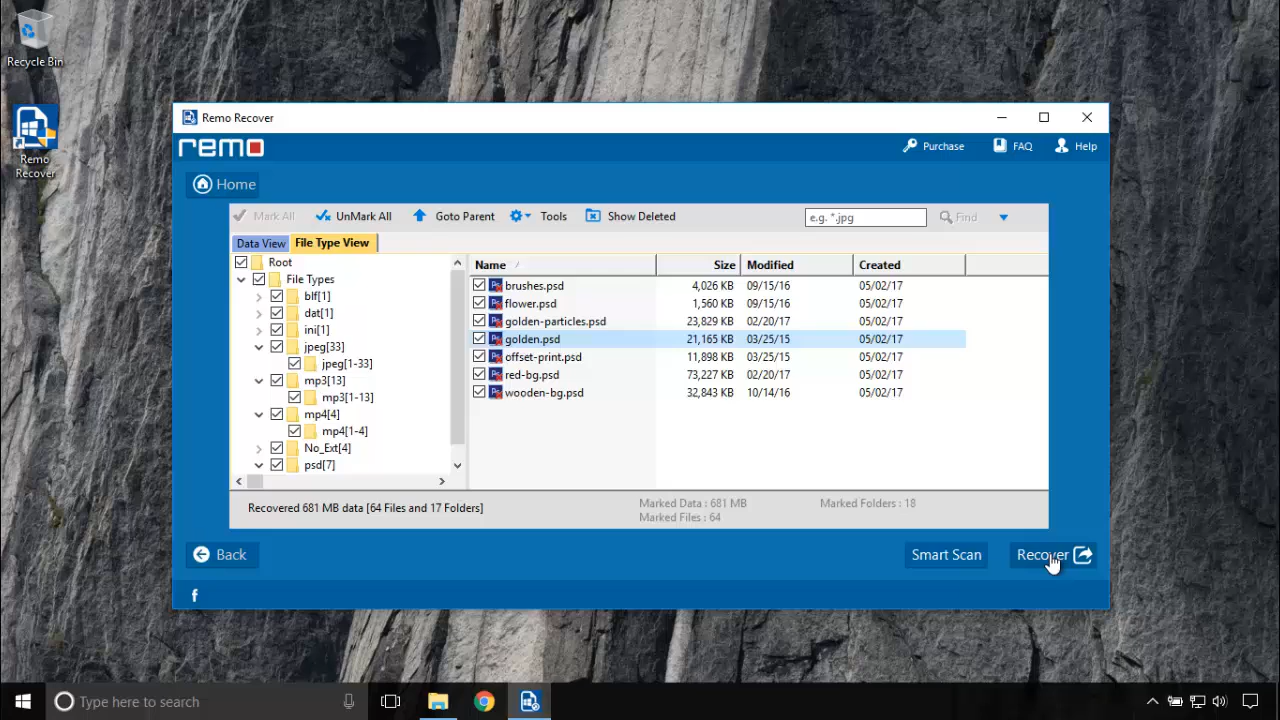 Recycle Bin
Remo
Recover
Remo Recover
remo
Purchase
FAQ
Help
Home
Mark All
UnMark All
Goto Parent
Tools
Show Deleted
e.g. *.jpg
Find
Data View
File Type View
Root
File Types
blf[1]
dat[1]
ini[1]
jpeg[33]
jpeg[1-33]
mp3[13]
mp3[1-13]
mp4[4]
mp4[1-4]
No_Ext[4]
psd[7]
Name Size Modified Created
brushes.psd 4,026 KB 09/15/16 05/02/17
flower.psd 1,560 KB 09/15/16 05/02/17
golden-particles.psd 23,829 KB 02/20/17 05/02/17
golden.psd 21,165 KB 03/25/15 05/02/17
offset-print.psd 11,898 KB 03/25/15 05/02/17
red-bg.psd 73,227 KB 02/20/17 05/02/17
wooden-bg.psd 32,843 KB 10/14/16 05/02/17
Recovered 681 MB data [64 Files and 17 Folders]
Marked Data : 681 MB
Marked Folders : 18
Marked Files : 64
Back
Smart Scan
Recover
f
Type here to search